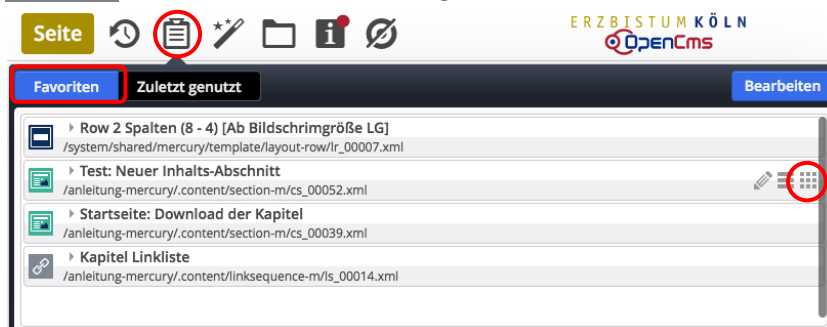 Seite
ERZBISTUM KÖLN
OpenCms
Favoriten Zuletzt genutzt Bearbeiten
Row 2 Spalten (8 - 4) [Ab Bildschrimgröße LG]
/system/shared/mercury/template/layout-row/lr_00007.xml
Test: Neuer Inhalts-Abschnitt
/anleitung-mercury/.content/section-m/cs_00052.xml
Startseite: Download der Kapitel
/anleitung-mercury/.content/section-m/cs_00039.xml
Kapitel Linkliste
/anleitung-mercury/.content/linksequence-m/ls_00014.xml